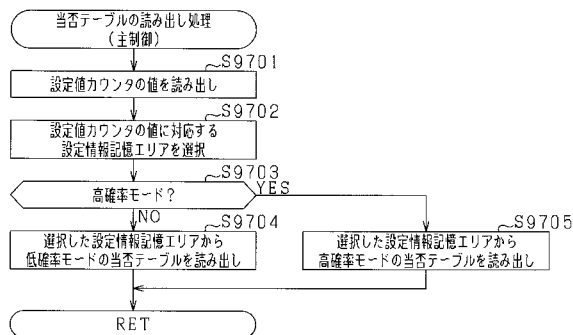 当否テーブルの読み出し処理
(主制御)
S9701
設定値カウンタの値を読み出し
S9702
設定値カウンタの値に対応する
設定情報記憶エリアを選択
S9703
高確率モード?
YES
NO
S9704
選択した設定情報記憶エリアから
低確率モードの当否テーブルを読み出し
S9705
選択した設定情報記憶エリアから
高確率モードの当否テーブルを読み出し
RET